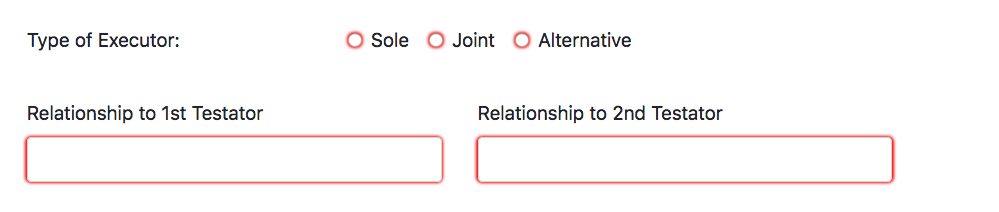 Type of Executor: Sole Joint Alternative
Relationship to 1st Testator Relationship to 2nd Testator